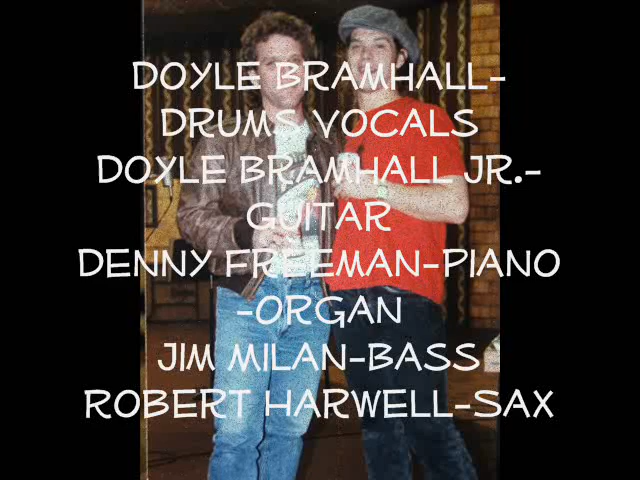 DOYLE BRAMHALL-
DRUMS VOCALS
DOYLE BRAMHALL JR.-
GUITAR
DENNY FREEMAN-PIANO
-ORGAN
JIM MILAN-BASS
ROBERT HARWELL-SAX